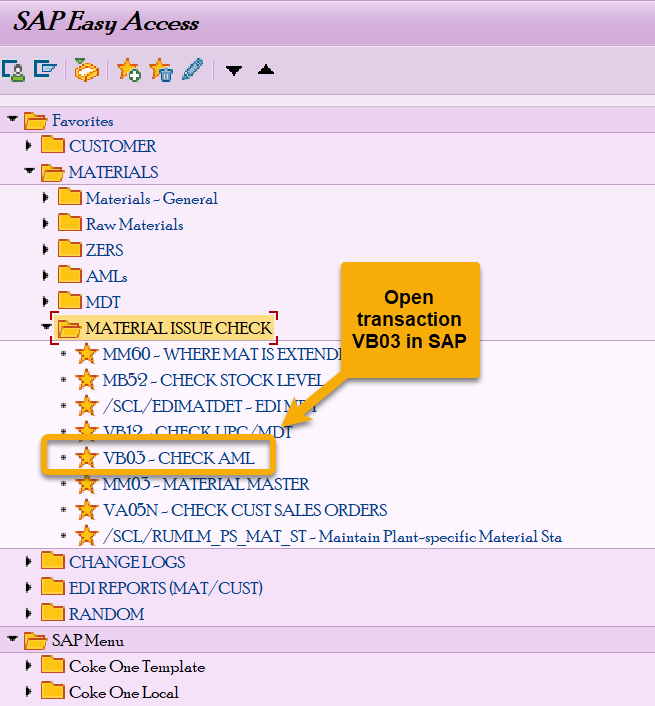 SAP Easy Access
Favorites
CUSTOMER
MATERIALS
Materials - General
Raw Materials
ZERS
AMLs
MDT
MATERIAL ISSUE CHECK
Open
transaction
VB03 in SAP
MM60 - WHERE MAT IS EXTENDE
MB52 - CHECK STOCK LEVEL
/SCL/EDIMATDET - EDI MDT
VB12 - CHECK UPC/MDT
VB03 - CHECK AML
MM03 - MATERIAL MASTER
VA05N - CHECK CUST SALES ORDERS
/SCL/RUMLM_PS_MAT_ST - Maintain Plant-specific Material Sta
CHANGE LOGS
EDI REPORTS (MAT/CUST)
RANDOM
SAP Menu
Coke One Template
Coke One Local